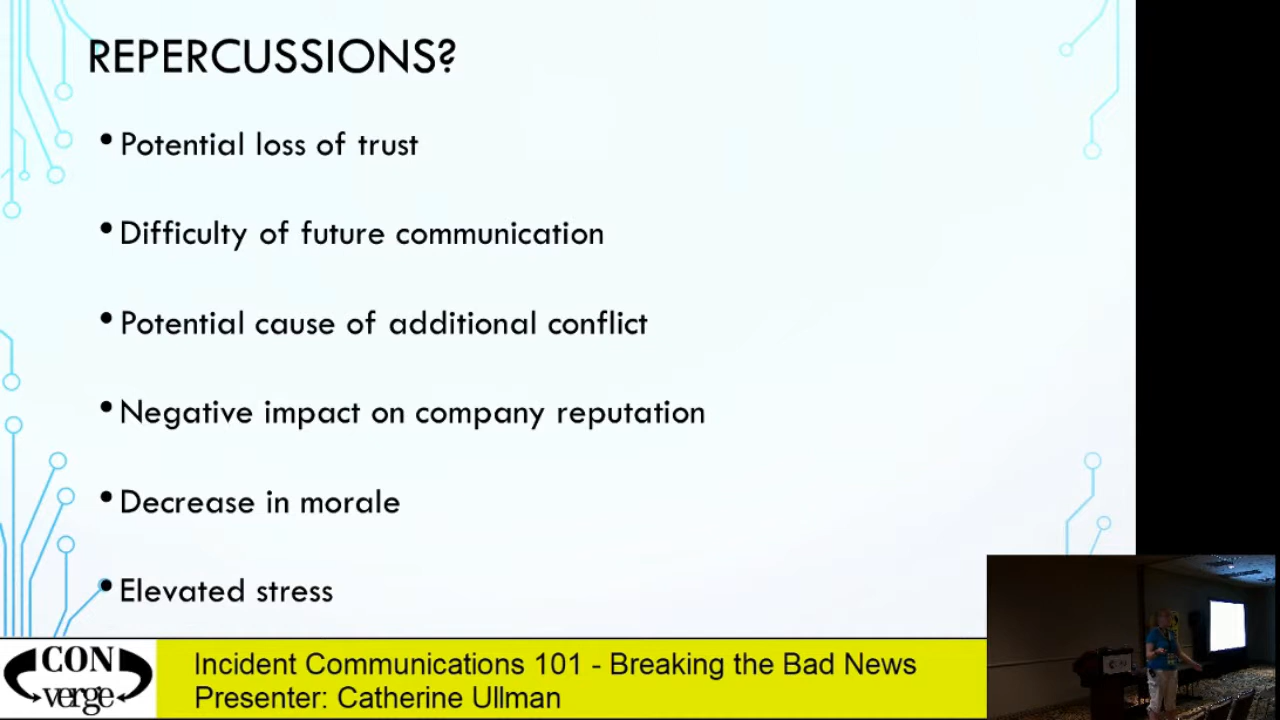 REPERCUSSIONS?
• Potential loss of trust
• Difficulty of future communication
• Potential cause of additional conflict
• Negative impact on company reputation
• Decrease in morale
• Elevated stress
CON
verge
Incident Communications 101 - Breaking the Bad News
Presenter: Catherine Ullman